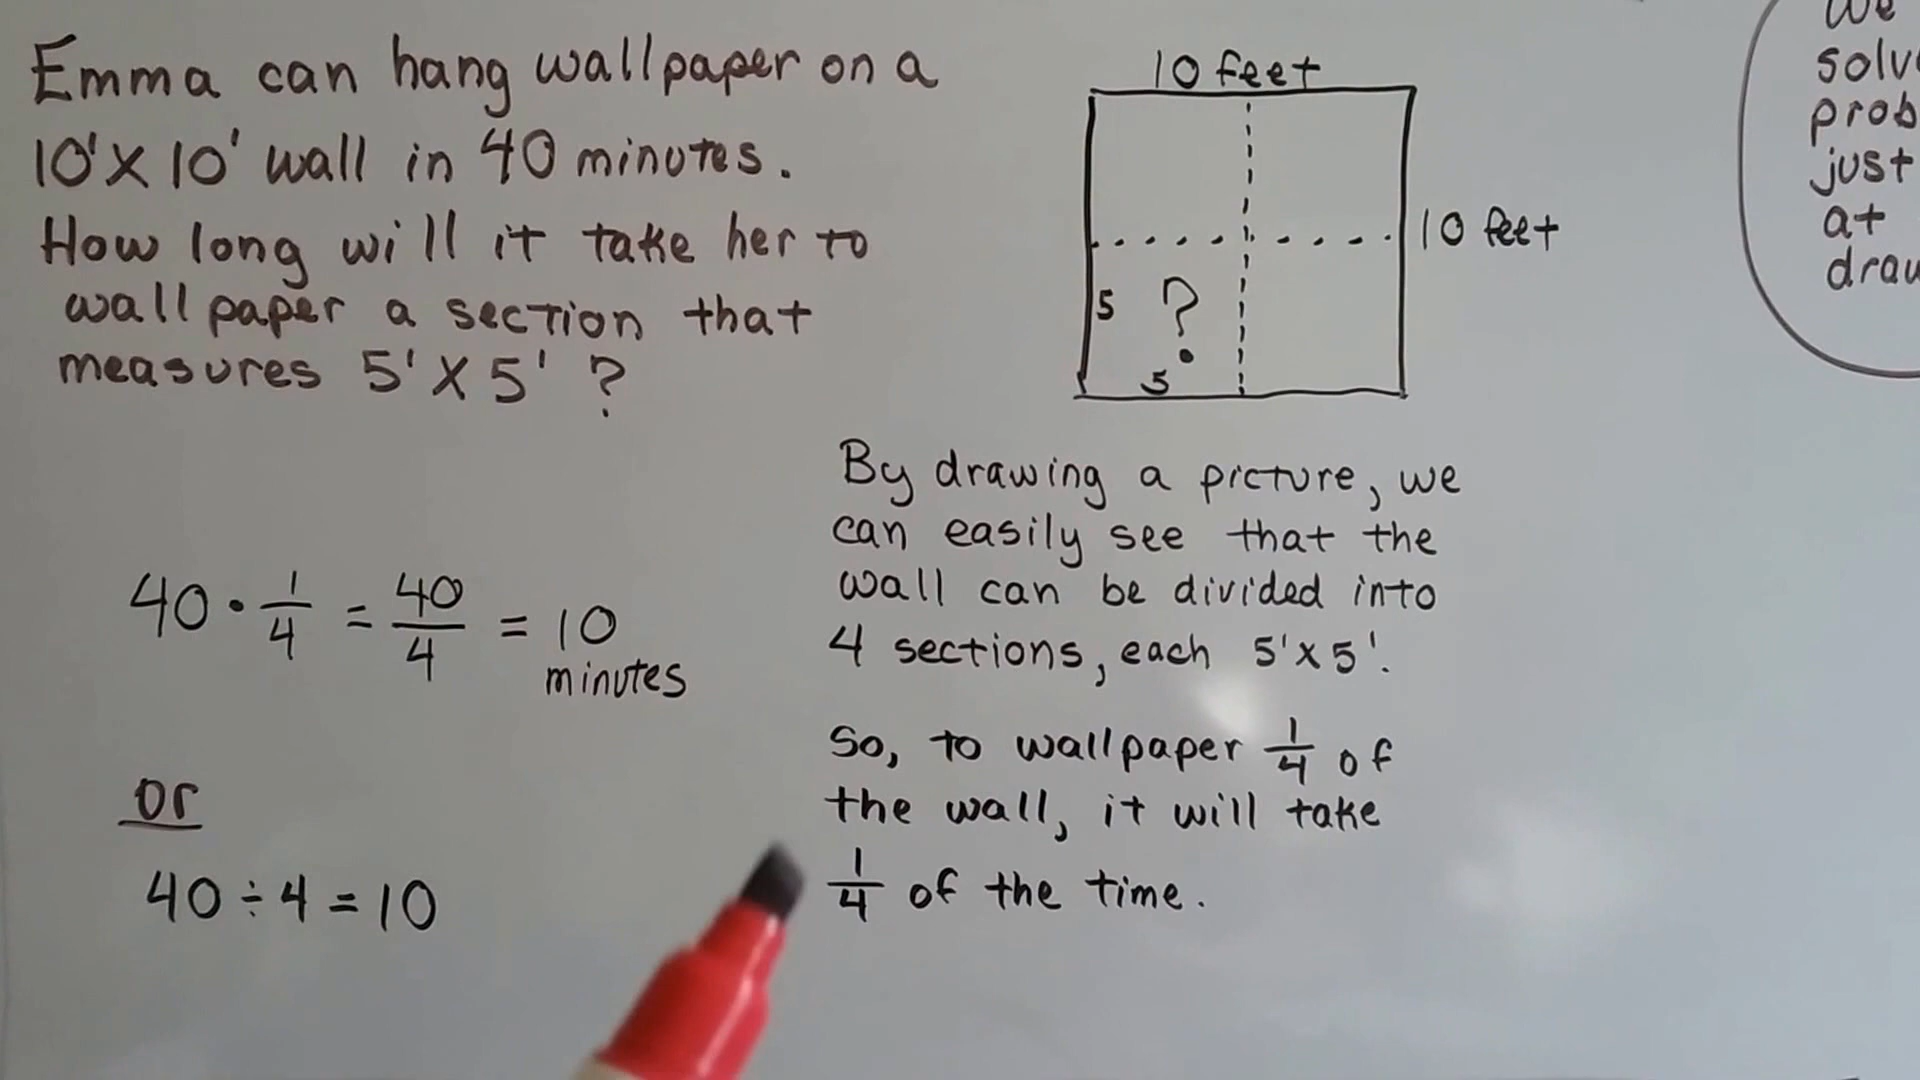 Emma can hang wallpaper on a
10' x 10' wall in 40 minutes.
How long will it take her to
wallpaper a section that
measures 5' x 5' ?
10 feet
10 feet
5
?
5
40 · 1/4 = 40/4 = 10
minutes
or
40 ÷ 4 = 10
By drawing a picture, we
can easily see that the
wall can be divided into
4 sections, each 5' x 5'.
So, to wallpaper 1/4 of
the wall, it will take
1/4 of the time.
we
just
at